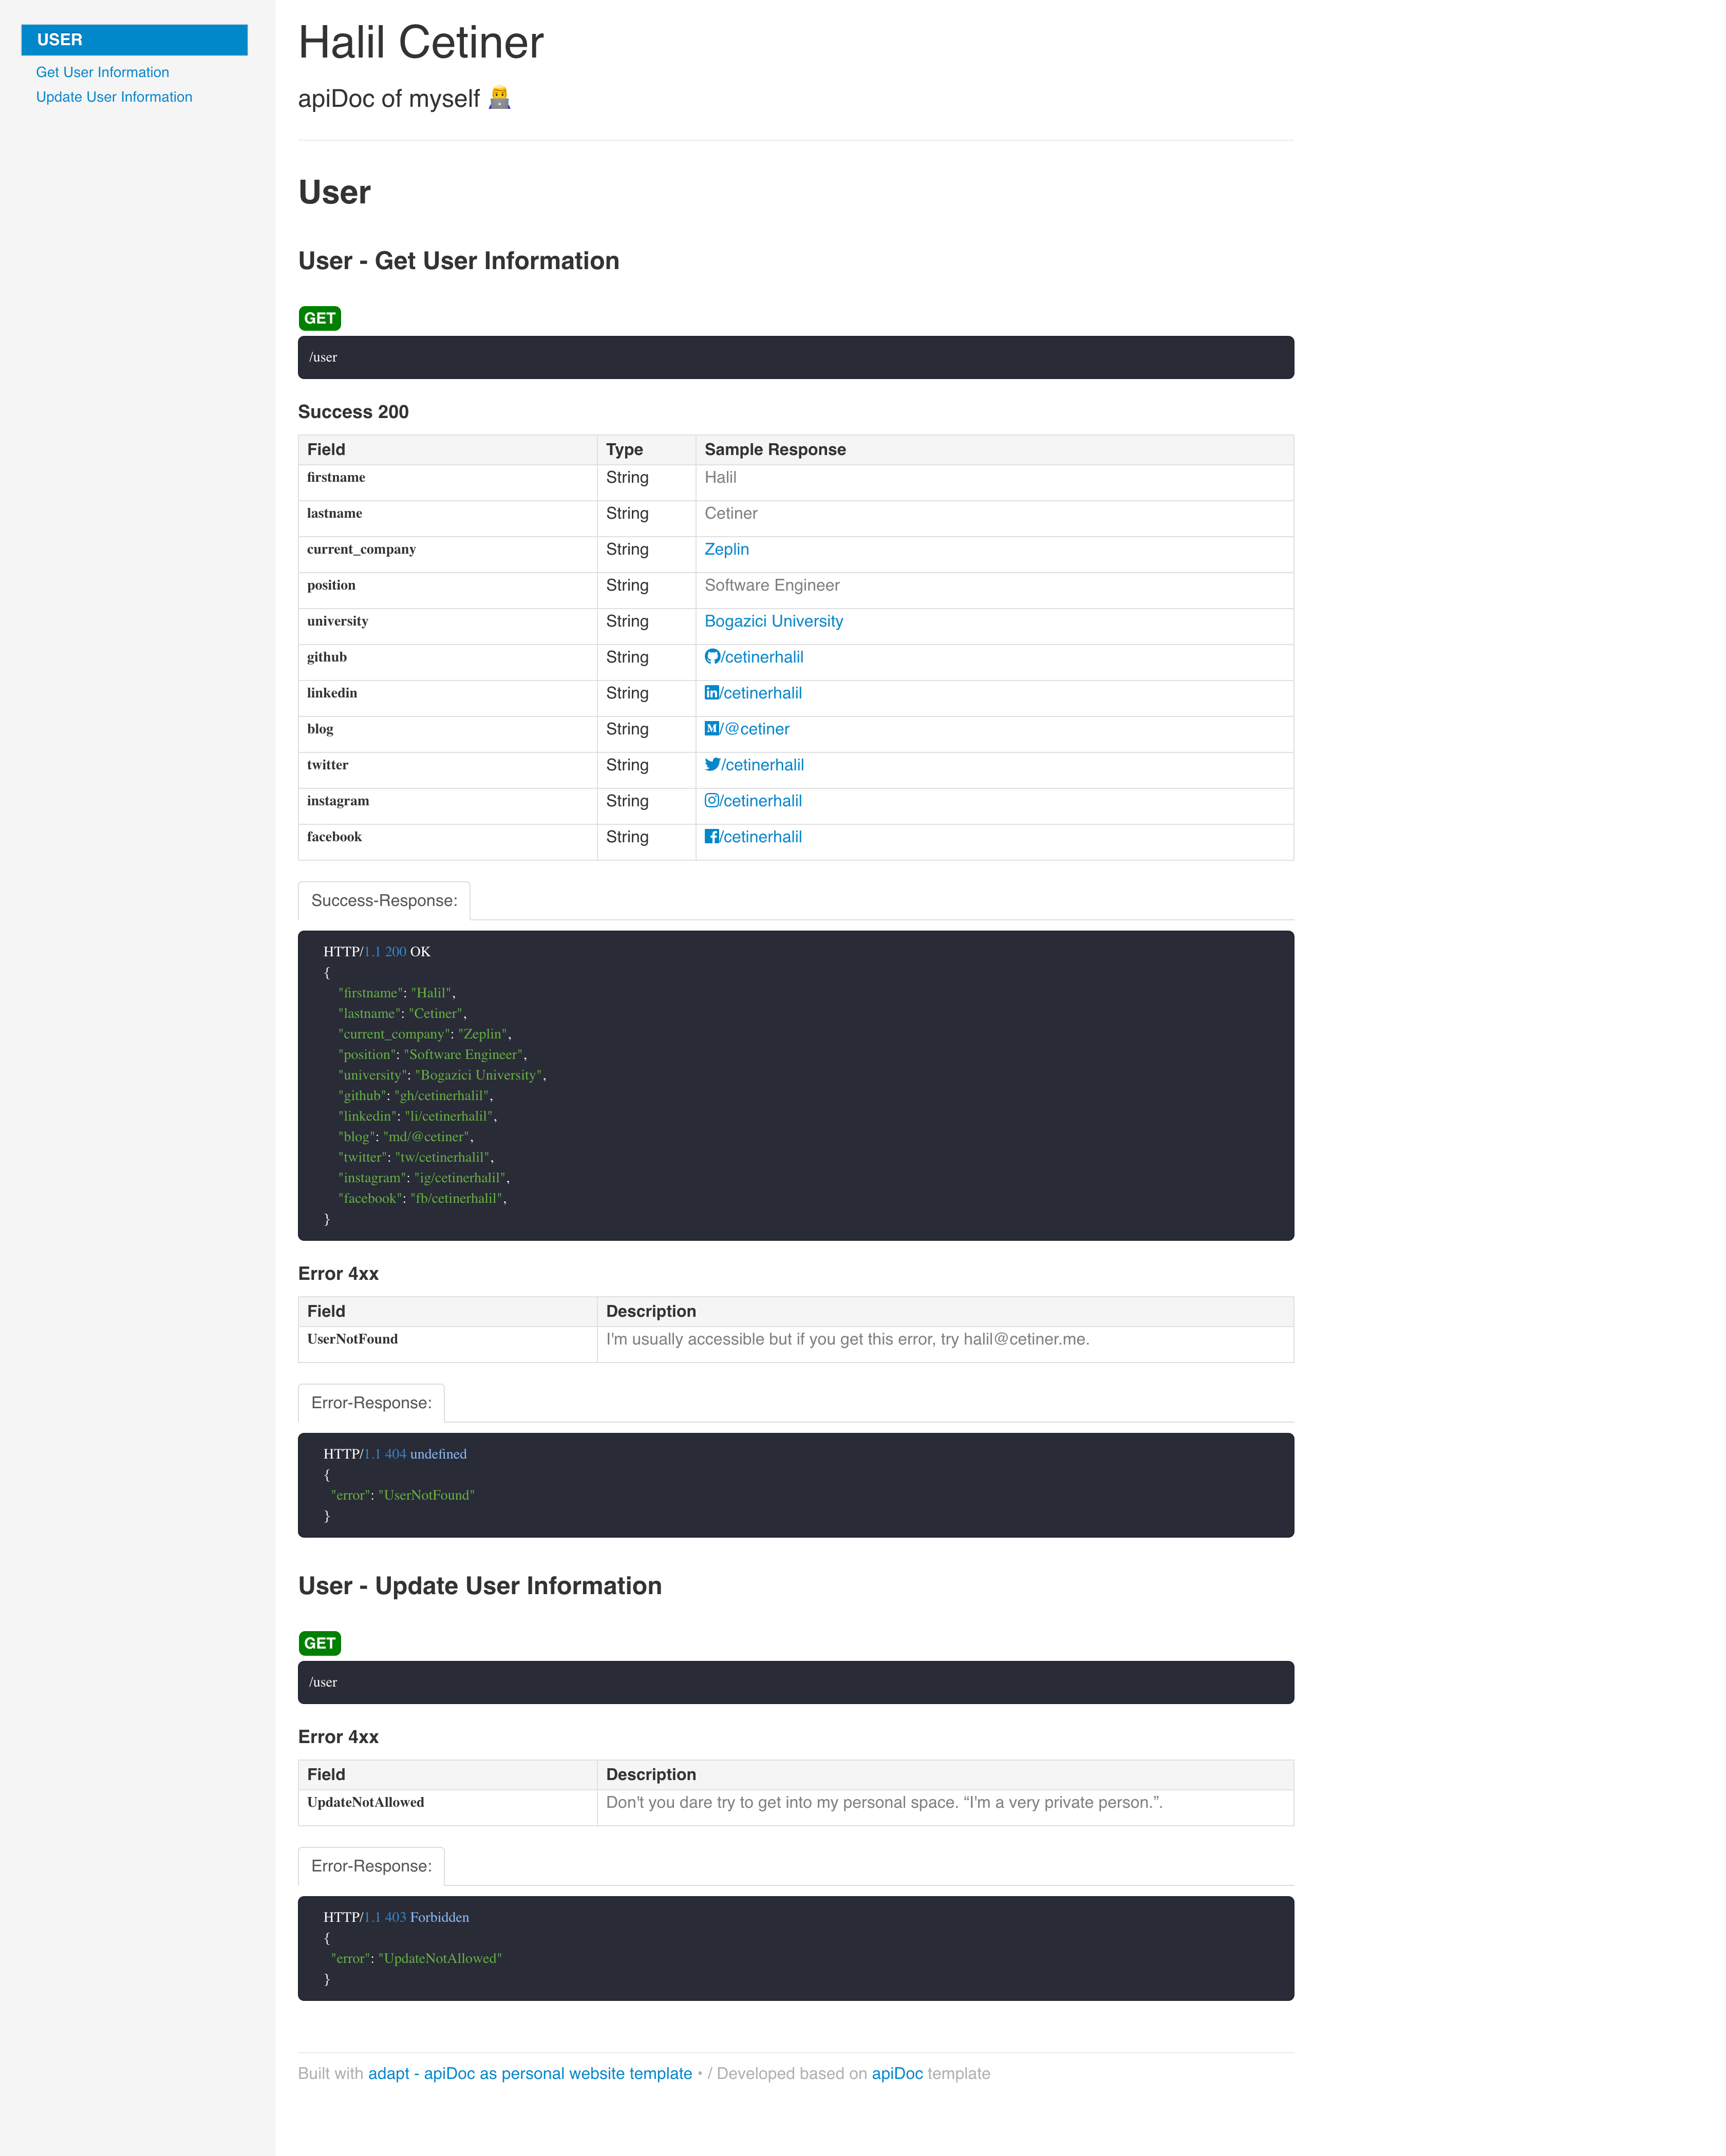 USER
Get User Information
Update User Information
Halil Cetiner
apiDoc of myself
User
User - Get User Information
GET
/user
Success 200
Field Type Sample Response
firstname String Halil
lastname String Cetiner
current_company String Zeplin
position String Software Engineer
university String Bogazici University
github String /cetinerhalil
linkedin String /cetinerhalil
blog String /@cetiner
twitter String /cetinerhalil
instagram String /cetinerhalil
facebook String /cetinerhalil
Success-Response:
HTTP/1.1 200 OK
{
"firstname": "Halil",
"lastname": "Cetiner",
"current_company": "Zeplin",
"position": "Software Engineer",
"university": "Bogazici University",
"github": "gh/cetinerhalil",
"linkedin": "li/cetinerhalil",
"blog": "md/@cetiner",
"twitter": "tw/cetinerhalil",
"instagram": "ig/cetinerhalil",
"facebook": "fb/cetinerhalil",
}
Error 4xx
Field Description
UserNotFound I'm usually accessible but if you get this error, try halil@cetiner.me.
Error-Response:
HTTP/1.1 404 undefined
{
"error": "UserNotFound"
}
User - Update User Information
GET
/user
Error 4xx
Field Description
UpdateNotAllowed Don't you dare try to get into my personal space. “I'm a very private person.”.
Error-Response:
HTTP/1.1 403 Forbidden
{
"error": "UpdateNotAllowed"
}
Built with adapt - apiDoc as personal website template • / Developed based on apiDoc template